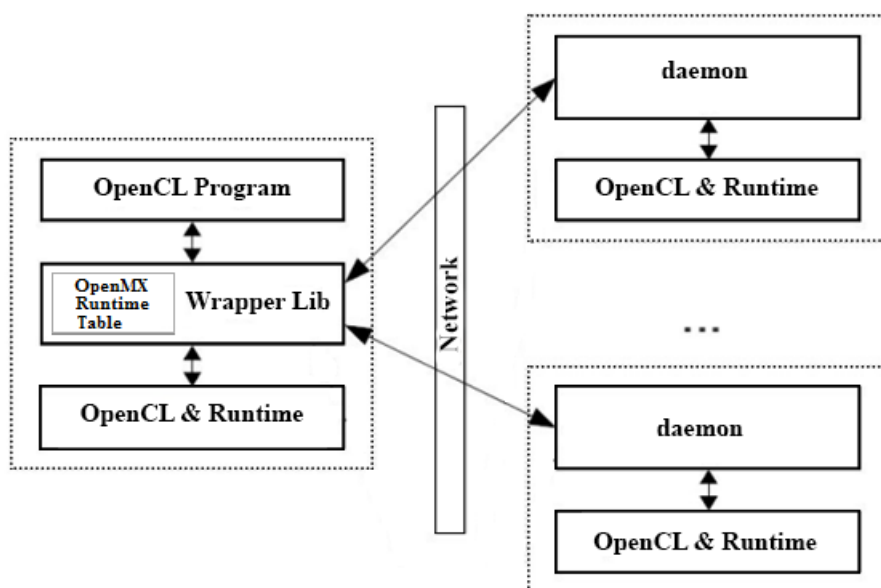 OpenCL Program
OpenMX
Runtime
Table
Wrapper Lib
OpenCL & Runtime
Network
daemon
OpenCL & Runtime
...
daemon
OpenCL & Runtime